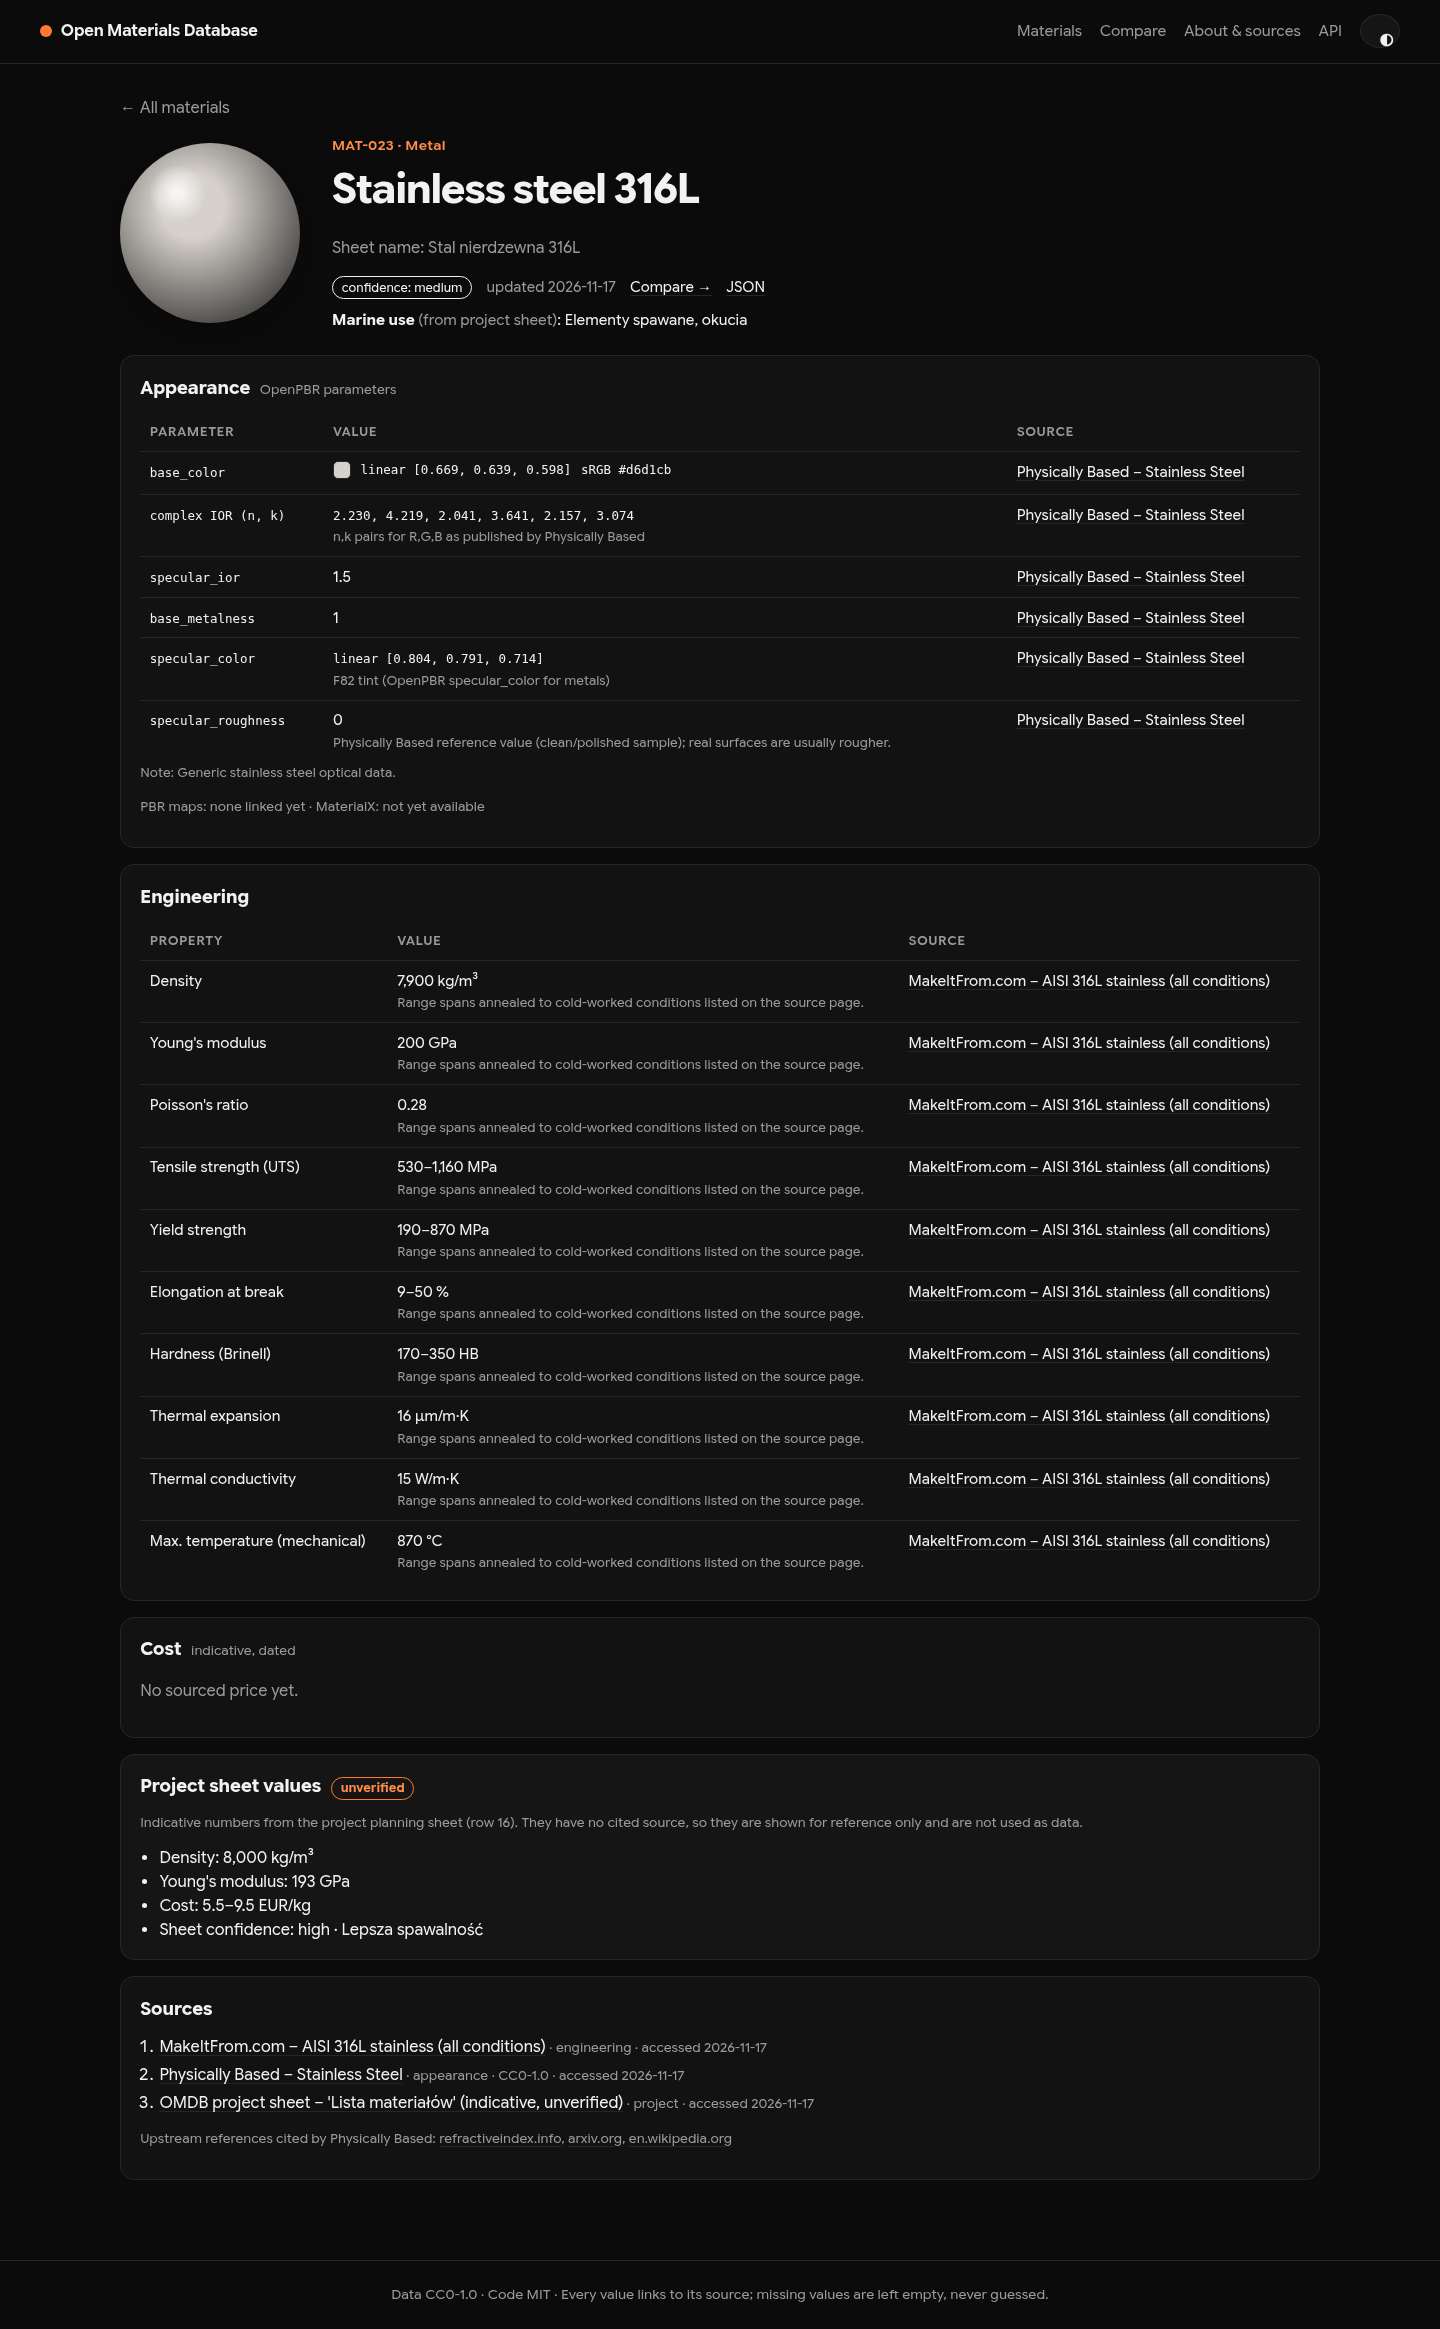 Open Materials Database
Materials Compare About & sources API
← All materials
MAT-023 · Metal
Stainless steel 316L
Sheet name: Stal nierdzewna 316L
confidence: medium updated 2026-11-17 Compare → JSON
Marine use (from project sheet): Elementy spawane, okucia
Appearance OpenPBR parameters
PARAMETER VALUE SOURCE
base_color linear [0.669, 0.639, 0.598] sRGB #d6d1cb Physically Based – Stainless Steel
complex IOR (n, k) 2.230, 4.219, 2.041, 3.641, 2.157, 3.074 Physically Based – Stainless Steel
n,k pairs for R,G,B as published by Physically Based
specular_ior 1.5 Physically Based – Stainless Steel
base_metalness 1 Physically Based – Stainless Steel
specular_color linear [0.804, 0.791, 0.714] Physically Based – Stainless Steel
F82 tint (OpenPBR specular_color for metals)
specular_roughness 0 Physically Based – Stainless Steel
Physically Based reference value (clean/polished sample); real surfaces are usually rougher.
Note: Generic stainless steel optical data.
PBR maps: none linked yet · MaterialX: not yet available
Engineering
PROPERTY VALUE SOURCE
Density 7,900 kg/m³ MakeItFrom.com – AISI 316L stainless (all conditions)
Range spans annealed to cold-worked conditions listed on the source page.
Young's modulus 200 GPa MakeItFrom.com – AISI 316L stainless (all conditions)
Range spans annealed to cold-worked conditions listed on the source page.
Poisson's ratio 0.28 MakeItFrom.com – AISI 316L stainless (all conditions)
Range spans annealed to cold-worked conditions listed on the source page.
Tensile strength (UTS) 530–1,160 MPa MakeItFrom.com – AISI 316L stainless (all conditions)
Range spans annealed to cold-worked conditions listed on the source page.
Yield strength 190–870 MPa MakeItFrom.com – AISI 316L stainless (all conditions)
Range spans annealed to cold-worked conditions listed on the source page.
Elongation at break 9–50 % MakeItFrom.com – AISI 316L stainless (all conditions)
Range spans annealed to cold-worked conditions listed on the source page.
Hardness (Brinell) 170–350 HB MakeItFrom.com – AISI 316L stainless (all conditions)
Range spans annealed to cold-worked conditions listed on the source page.
Thermal expansion 16 µm/m·K MakeItFrom.com – AISI 316L stainless (all conditions)
Range spans annealed to cold-worked conditions listed on the source page.
Thermal conductivity 15 W/m·K MakeItFrom.com – AISI 316L stainless (all conditions)
Range spans annealed to cold-worked conditions listed on the source page.
Max. temperature (mechanical) 870 °C MakeItFrom.com – AISI 316L stainless (all conditions)
Range spans annealed to cold-worked conditions listed on the source page.
Cost indicative, dated
No sourced price yet.
Project sheet values unverified
Indicative numbers from the project planning sheet (row 16). They have no cited source, so they are shown for reference only and are not used as data.
• Density: 8,000 kg/m³
• Young's modulus: 193 GPa
• Cost: 5.5–9.5 EUR/kg
• Sheet confidence: high · Lepsza spawalność
Sources
1. MakeItFrom.com – AISI 316L stainless (all conditions) · engineering · accessed 2026-11-17
2. Physically Based – Stainless Steel · appearance · CC0-1.0 · accessed 2026-11-17
3. OMDB project sheet – 'Lista materiałów' (indicative, unverified) · project · accessed 2026-11-17
Upstream references cited by Physically Based: refractiveindex.info, arxiv.org, en.wikipedia.org
Data CC0-1.0 · Code MIT · Every value links to its source; missing values are left empty, never guessed.